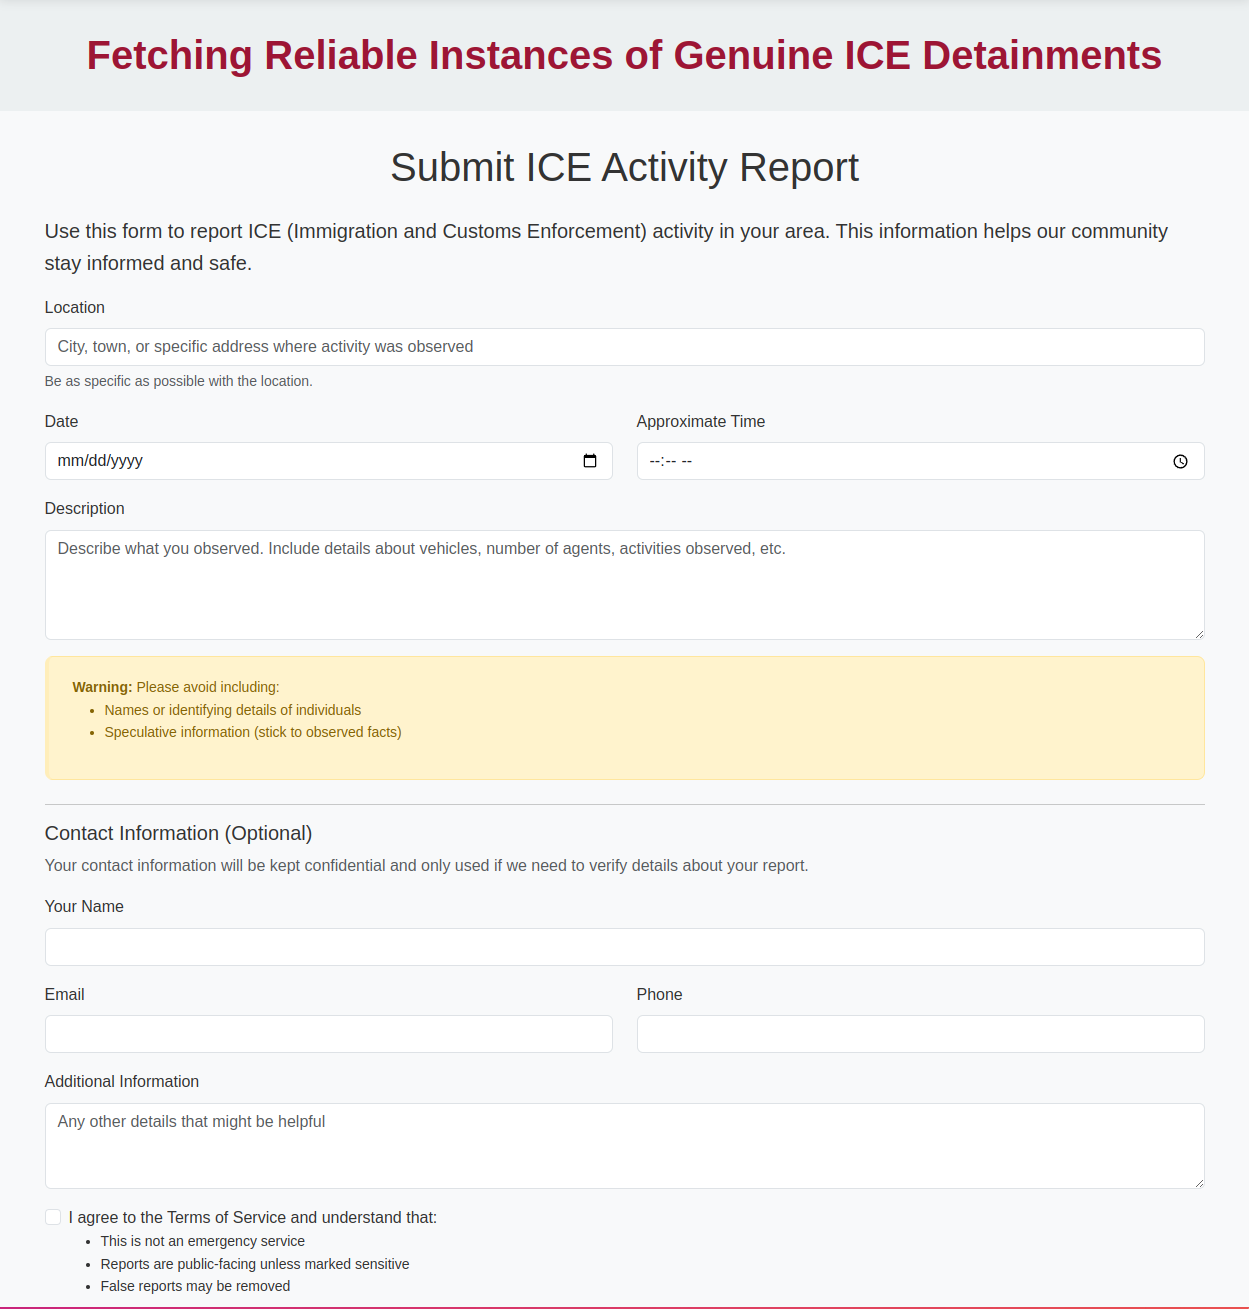 Fetching Reliable Instances of Genuine ICE Detainments
Submit ICE Activity Report
Use this form to report ICE (Immigration and Customs Enforcement) activity in your area. This information helps our community
stay informed and safe.
Location
City, town, or specific address where activity was observed
Be as specific as possible with the location.
Date
Approximate Time
mm/dd/yyyy
--:-- --
Description
Describe what you observed. Include details about vehicles, number of agents, activities observed, etc.
Warning: Please avoid including:
• Names or identifying details of individuals
• Speculative information (stick to observed facts)
Contact Information (Optional)
Your contact information will be kept confidential and only used if we need to verify details about your report.
Your Name
Email
Phone
Additional Information
Any other details that might be helpful
I agree to the Terms of Service and understand that:
• This is not an emergency service
• Reports are public-facing unless marked sensitive
• False reports may be removed